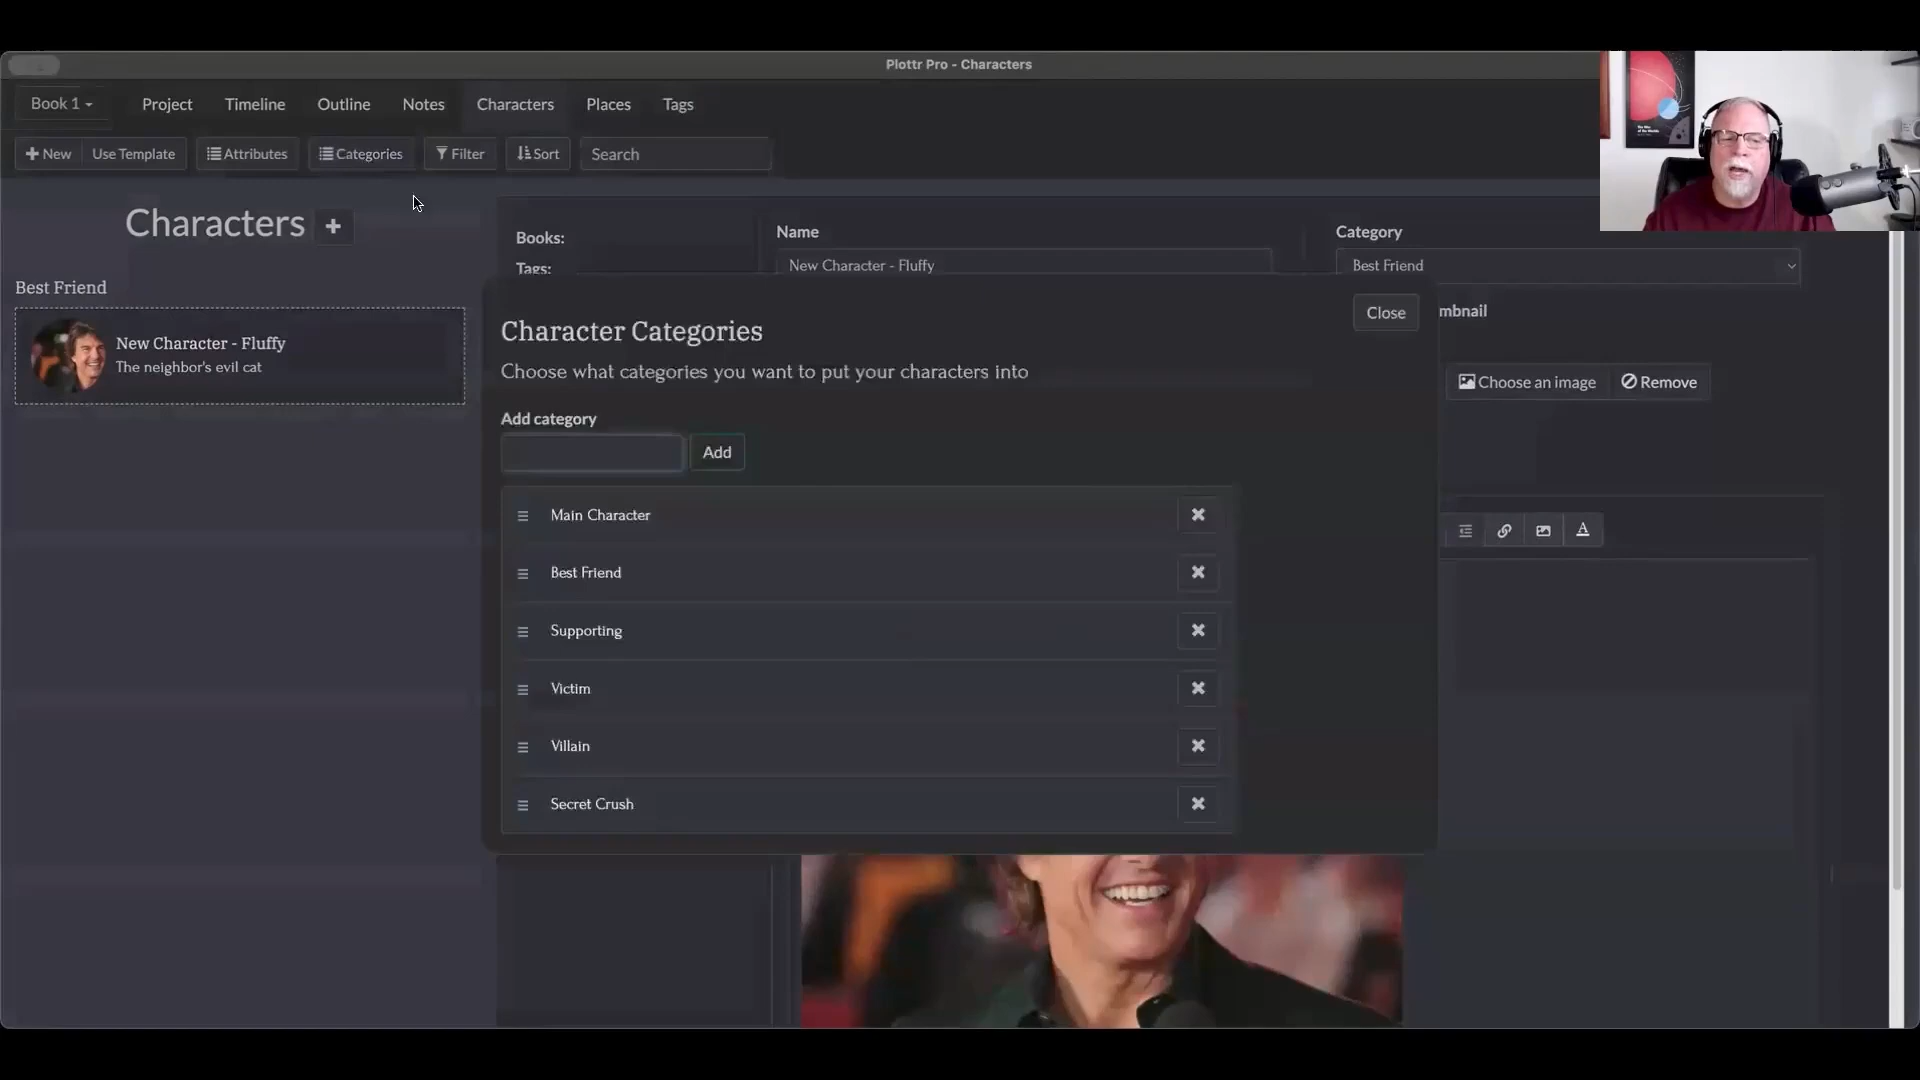 Plottr Pro - Characters
Book 1
Project
Timeline
Outline
Notes
Characters
Places
Tags
New
Use Template
Attributes
Categories
Filter
Sort
Search
Characters
Best Friend
New Character - Fluffy
The neighbor's evil cat
Books:
Tags:
Name
New Character - Fluffy
Category
Best Friend
mbnail
Choose an image
Remove
Close
Character Categories
Choose what categories you want to put your characters into
Add category
Add
Main Character
Best Friend
Supporting
Victim
Villain
Secret Crush